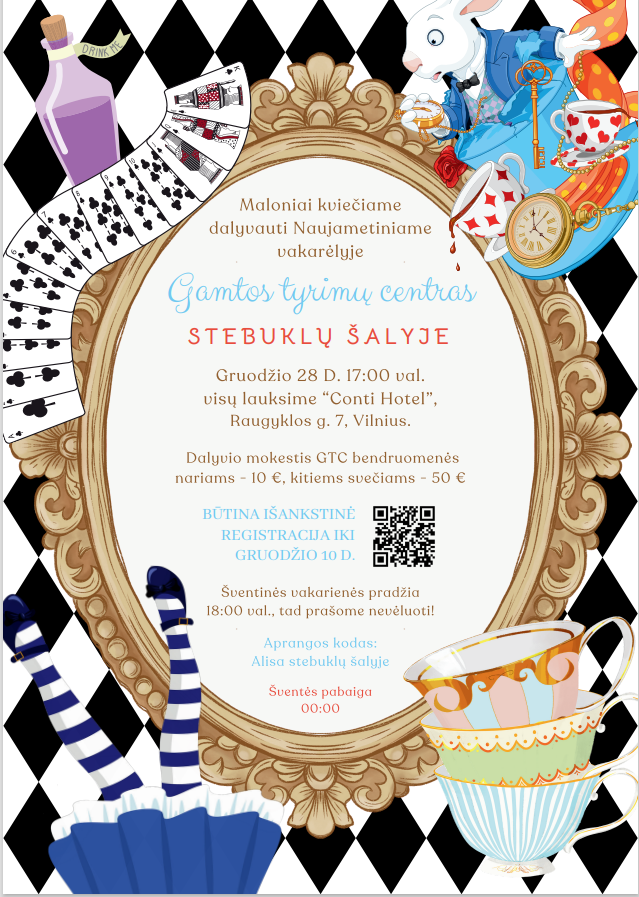 DRINK ME
Maloniai kviečiame
dalyvauti Naujametiniame
vakarėlyje
Gamtos tyrimų centras
STEBUKLŲ ŠALYJE
Gruodžio 28 D. 17:00 val.
visų lauksime “Conti Hotel”,
Raugyklos g. 7, Vilnius.
Dalyvio mokestis GTC bendruomenės
nariams - 10 €, kitiems svečiams - 50 €
BŪTINA IŠANKSTINĖ
REGISTRACIJA IKI
GRUODŽIO 10 D.
Šventinės vakarienės pradžia
18:00 val., tad prašome nevėluoti!
Aprangos kodas:
Alisa stebuklų šalyje
Šventės pabaiga
00:00